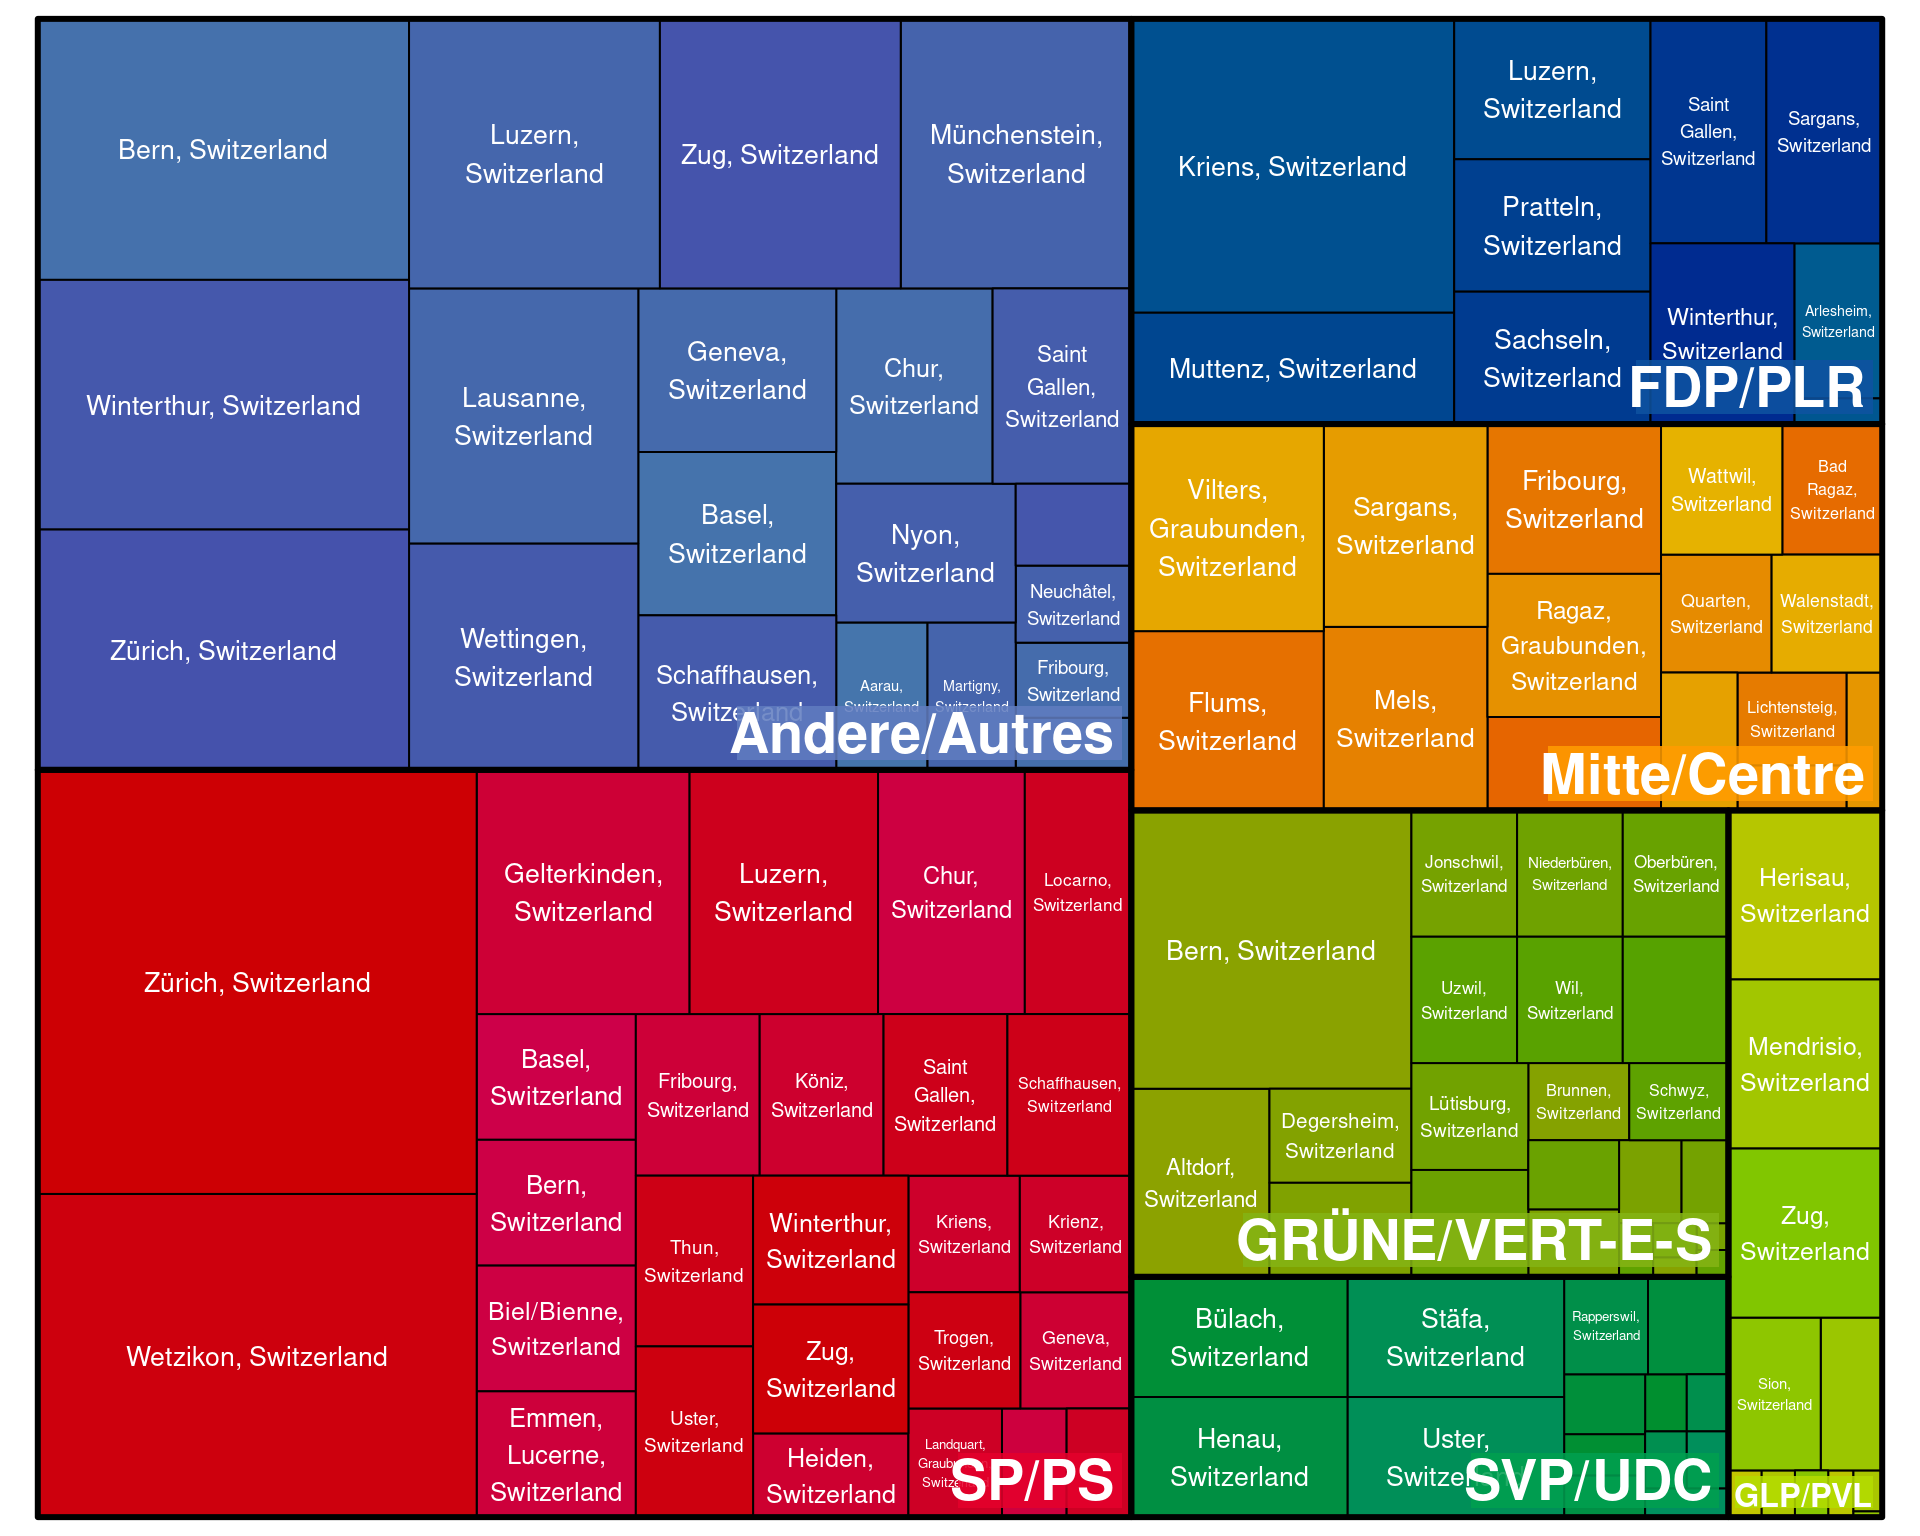 Bern, Switzerland
Luzern,
Switzerland
Zug, Switzerland
Münchenstein,
Switzerland
Winterthur, Switzerland
Zürich, Switzerland
Lausanne,
Switzerland
Wettingen,
Switzerland
Geneva,
Switzerland
Basel,
Switzerland
Schaffhausen,
Switzerland
Chur,
Switzerland
Saint
Gallen,
Switzerland
Nyon,
Switzerland
Neuchâtel,
Switzerland
Fribourg,
Switzerland
Aarau,
Switzerland
Martigny,
Switzerland
Andere/Autres
Kriens, Switzerland
Muttenz, Switzerland
Luzern,
Switzerland
Pratteln,
Switzerland
Sachseln,
Switzerland
Saint
Gallen,
Switzerland
Sargans,
Switzerland
Winterthur,
Switzerland
Arlesheim,
Switzerland
FDP/PLR
Vilters,
Graubunden,
Switzerland
Flums,
Switzerland
Sargans,
Switzerland
Mels,
Switzerland
Fribourg,
Switzerland
Ragaz,
Graubunden,
Switzerland
Wattwil,
Switzerland
Bad
Ragaz,
Switzerland
Quarten,
Switzerland
Walenstadt,
Switzerland
Lichtensteig,
Switzerland
Mitte/Centre
Zürich, Switzerland
Wetzikon, Switzerland
Gelterkinden,
Switzerland
Luzern,
Switzerland
Chur,
Switzerland
Locarno,
Switzerland
Basel,
Switzerland
Bern,
Switzerland
Biel/Bienne,
Switzerland
Emmen,
Lucerne,
Switzerland
Fribourg,
Switzerland
Köniz,
Switzerland
Saint
Gallen,
Switzerland
Schaffhausen,
Switzerland
Thun,
Switzerland
Uster,
Switzerland
Winterthur,
Switzerland
Zug,
Switzerland
Heiden,
Switzerland
Kriens,
Switzerland
Krienz,
Switzerland
Trogen,
Switzerland
Geneva,
Switzerland
Landquart,
SP/PS
Bern, Switzerland
Altdorf,
Switzerland
Degersheim,
Switzerland
Jonschwil,
Switzerland
Niederbüren,
Switzerland
Oberbüren,
Switzerland
Uzwil,
Switzerland
Wil,
Switzerland
Lütisburg,
Switzerland
Brunnen,
Switzerland
Schwyz,
Switzerland
GRÜNE/VERT-E-S
Herisau,
Switzerland
Mendrisio,
Switzerland
Zug,
Switzerland
Sion,
Switzerland
GLP/PVL
Bülach,
Switzerland
Henau,
Switzerland
Stäfa,
Switzerland
Uster,
Switzerland
Rapperswil,
Switzerland
SVP/UDC